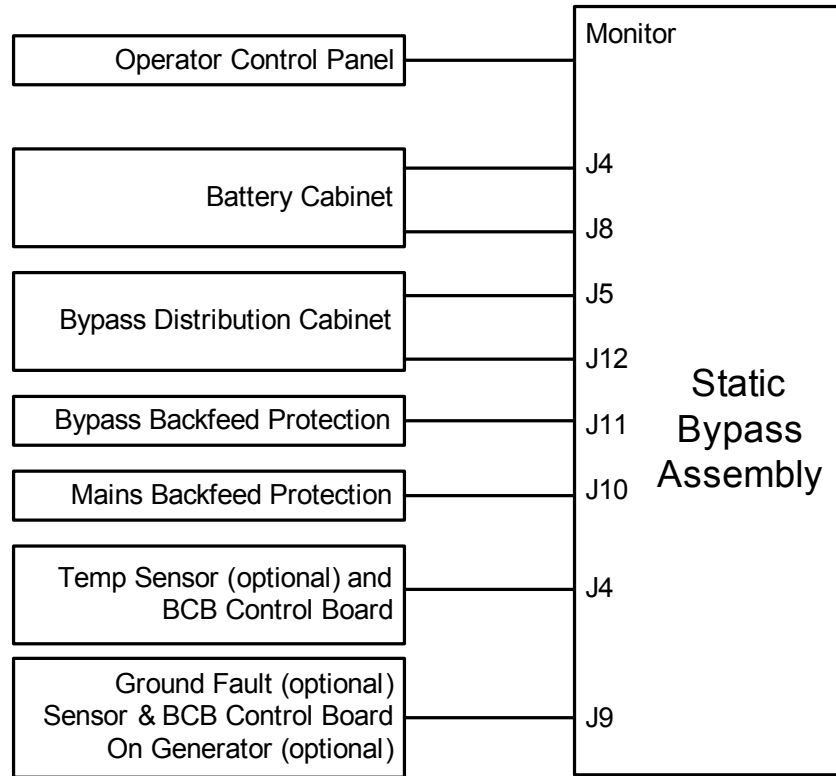 Monitor
Operator Control Panel
J4
Battery Cabinet
J8
J5
Bypass Distribution Cabinet
J12
Static
Bypass
Assembly
Bypass Backfeed Protection
J11
Mains Backfeed Protection
J10
Temp Sensor (optional) and
BCB Control Board
J4
Ground Fault (optional)
Sensor & BCB Control Board
On Generator (optional)
J9